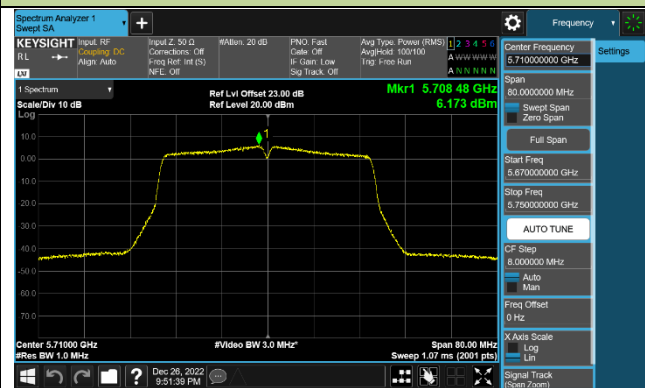 Spectrum Analyzer 1
Swept SA
Frequency
KEYSIGHT
RL
LXI
Input: RF
Coupling: DC
Align: Auto
Input Z: 50 Ω
Corrections: Off
Freq Ref: Int (S)
NFE: Off
#Atten: 20 dB
PNO: Fast
Gate: Off
IF Gain: Low
Sig Track: Off
Avg Type: Power (RMS)
Avg|Hold: 100/100
Trig: Free Run
1 2 3 4 5 6
A W W W W W
A N N N N N
1 Spectrum
Scale/Div 10 dB
Log
Ref Lvl Offset 23.00 dB
Ref Level 20.00 dBm
Mkr1 5.708 48 GHz
6.173 dBm
1
10.0
0.00
-10.0
-20.0
-30.0
-40.0
-50.0
-60.0
-70.0
Center 5.71000 GHz
#Res BW 1.0 MHz
#Video BW 3.0 MHz*
Span 80.00 MHz
Sweep 1.07 ms (2001 pts)
Dec 26, 2022
9:51:39 PM
Center Frequency
5.710000000 GHz
Settings
Span
80.0000000 MHz
Swept Span
Zero Span
Full Span
Start Freq
5.670000000 GHz
Stop Freq
5.750000000 GHz
AUTO TUNE
CF Step
8.000000 MHz
Auto
Man
Freq Offset
0 Hz
X Axis Scale
Log
Lin
Signal Track
(Span Zoom)